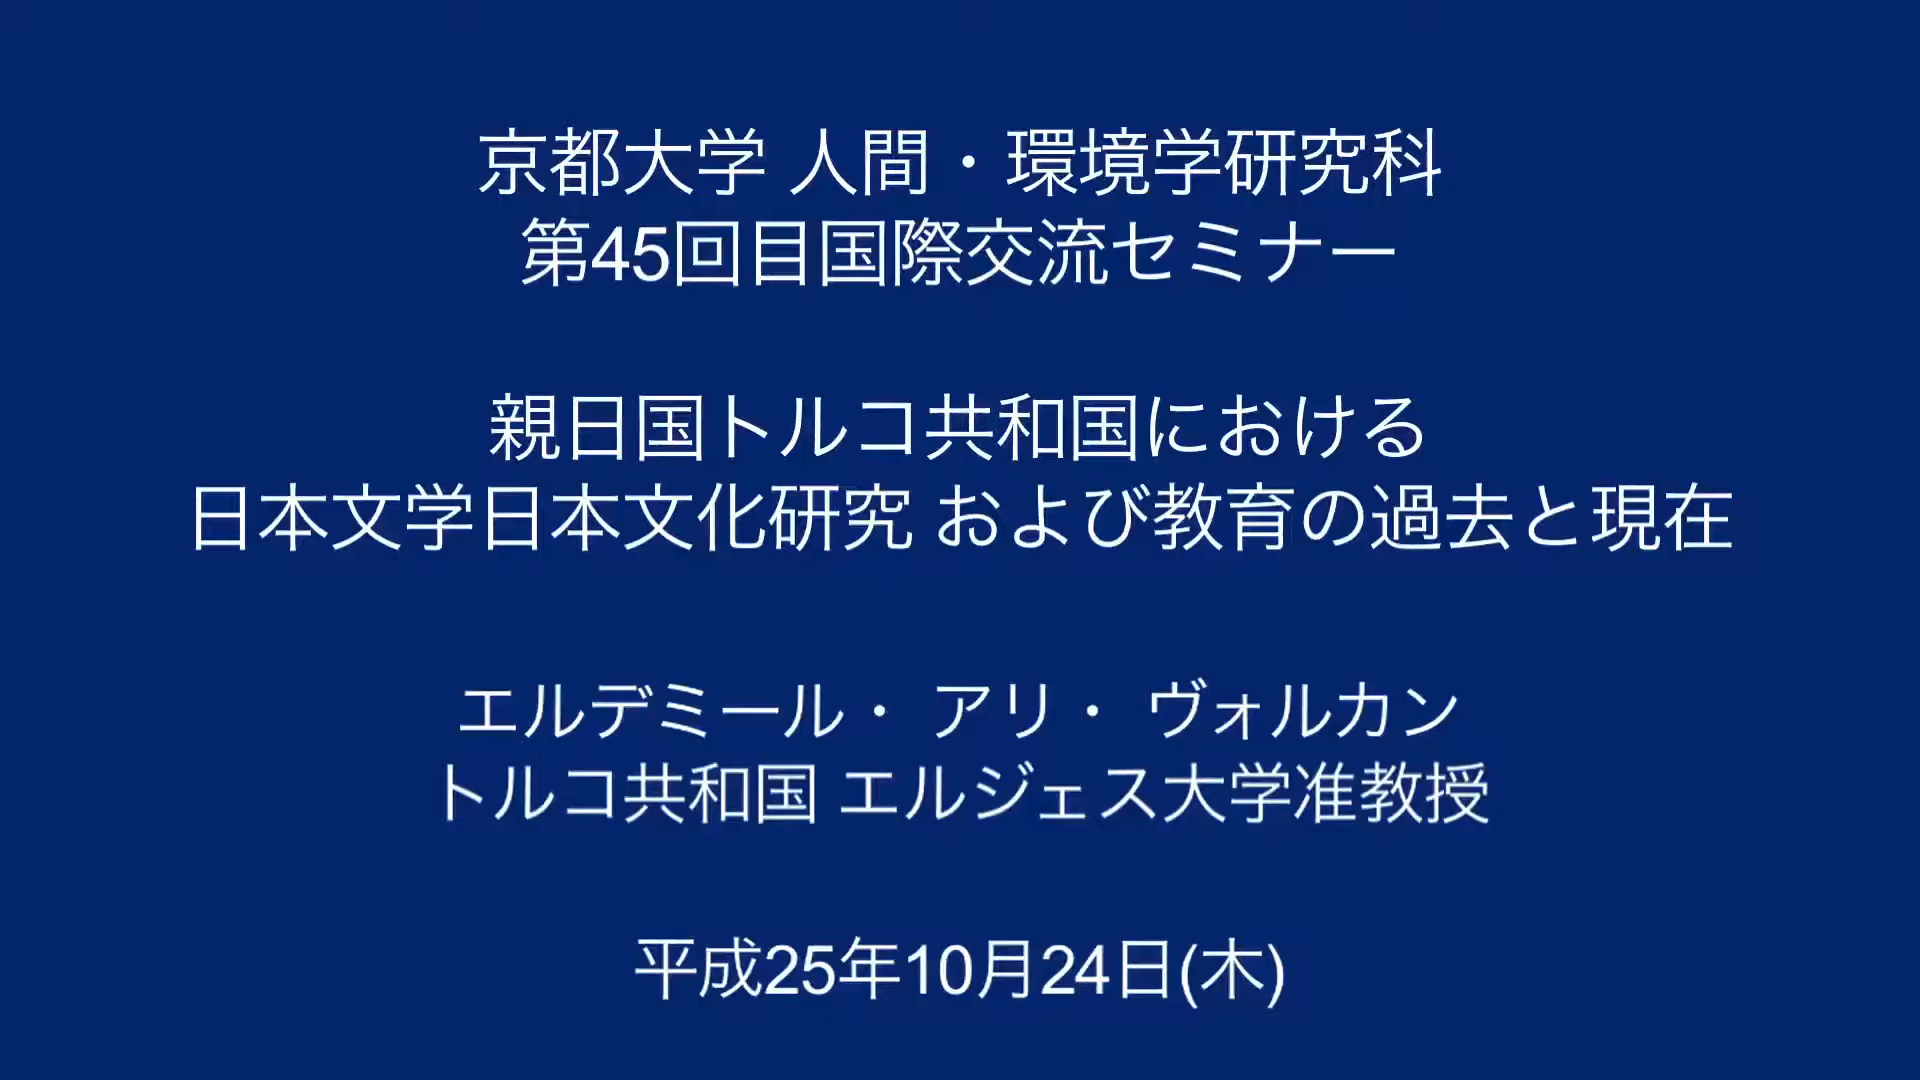 京都大学 人間・環境学研究科
第45回目国際交流セミナー
親日国トルコ共和国における
日本文学日本文化研究 および教育の過去と現在
エルデミール・ アリ・ ヴォルカン
トルコ共和国 エルジェス大学准教授
平成25年10月24日(木)